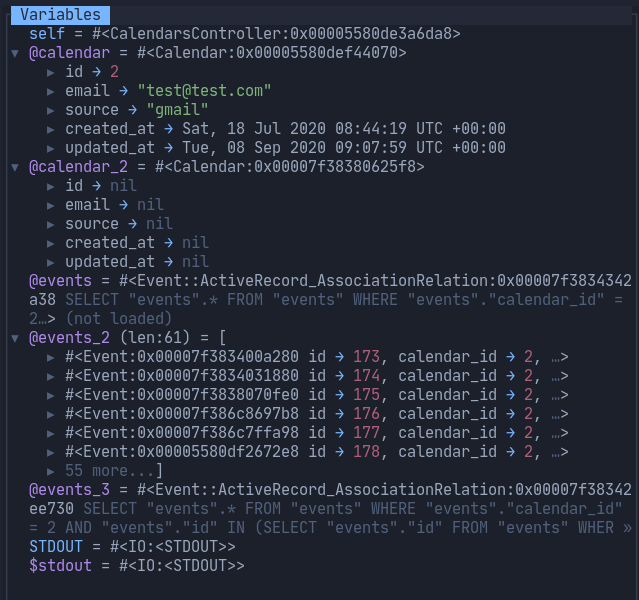 Variables
self = #<CalendarsController:0x00005580de3a6da8>
▼ @calendar = #<Calendar:0x00005580def44070>
▶ id → 2
▶ email → "test@test.com"
▶ source → "gmail"
▶ created_at → Sat, 18 Jul 2020 08:44:19 UTC +00:00
▶ updated_at → Tue, 08 Sep 2020 09:07:59 UTC +00:00
▼ @calendar_2 = #<Calendar:0x00007f38380625f8>
▶ id → nil
▶ email → nil
▶ source → nil
▶ created_at → nil
▶ updated_at → nil
@events = #<Event::ActiveRecord_AssociationRelation:0x00007f3834342
a38 SELECT "events".* FROM "events" WHERE "events"."calendar_id" =
2…> (not loaded)
▼ @events_2 (len:61) = [
▶ #<Event:0x00007f383400a280 id → 173, calendar_id → 2, …>
▶ #<Event:0x00007f3834031880 id → 174, calendar_id → 2, …>
▶ #<Event:0x00007f3838070fe0 id → 175, calendar_id → 2, …>
▶ #<Event:0x00007f386c8697b8 id → 176, calendar_id → 2, …>
▶ #<Event:0x00007f386c7ffa98 id → 177, calendar_id → 2, …>
▶ #<Event:0x00005580df2672e8 id → 178, calendar_id → 2, …>
▶ 55 more...]
@events_3 = #<Event::ActiveRecord_AssociationRelation:0x00007f38342
ee730 SELECT "events".* FROM "events" WHERE "events"."calendar_id"
= 2 AND "events"."id" IN (SELECT "events"."id" FROM "events" WHER »
STDOUT = #<IO:<STDOUT>>
$stdout = #<IO:<STDOUT>>